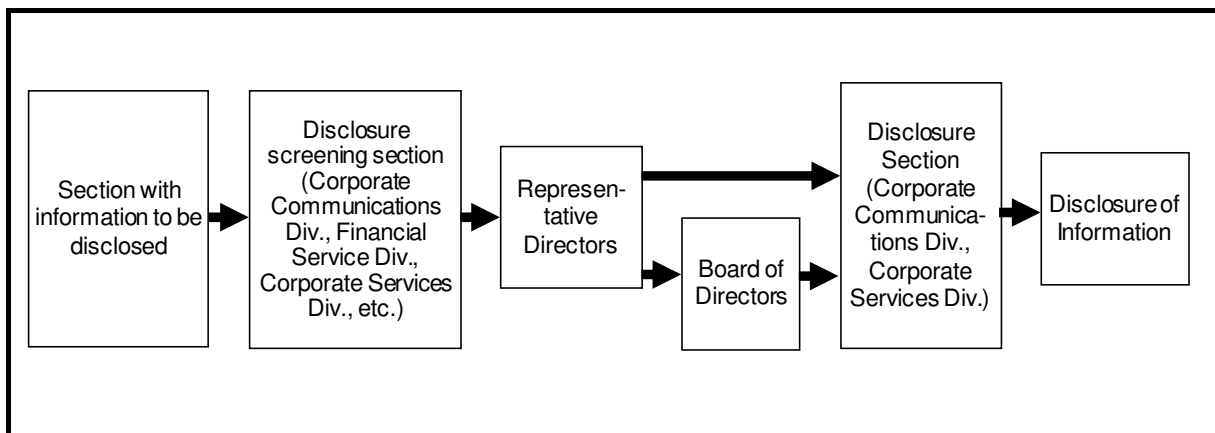 Section with
information to be
disclosed
Disclosure
screening section
(Corporate
Communications
Div., Financial
Service Div.,
Corporate Services
Div., etc.)
Represen-
tative
Directors
Board of
Directors
Disclosure
Section
(Corporate
Communica-
tions Div.,
Corporate
Services Div.)
Disclosure of
Information